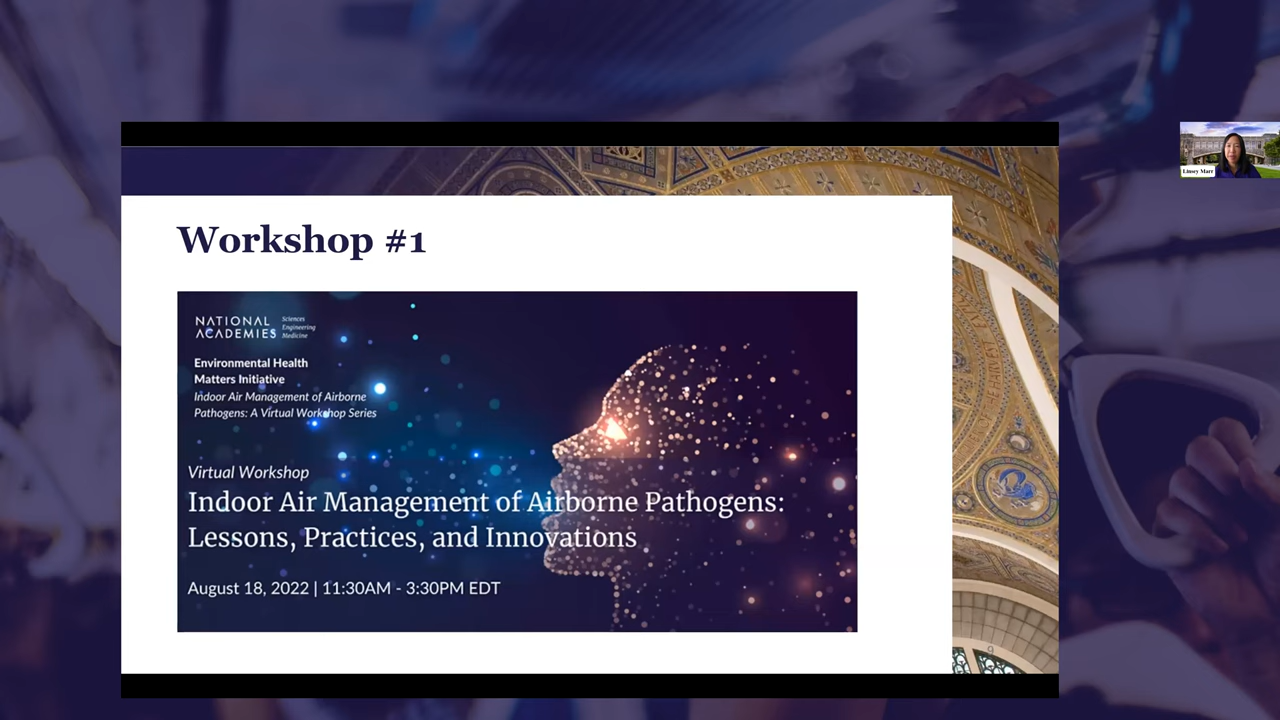 Workshop #1
NATIONAL
ACADEMIES
Sciences
Engineering
Medicine
Environmental Health
Matters Initiative
Indoor Air Management of Airborne
Pathogens: A Virtual Workshop Series
Virtual Workshop
Indoor Air Management of Airborne Pathogens:
Lessons, Practices, and Innovations
August 18, 2022 | 11:30AM - 3:30PM EDT
9
Linsey Marr